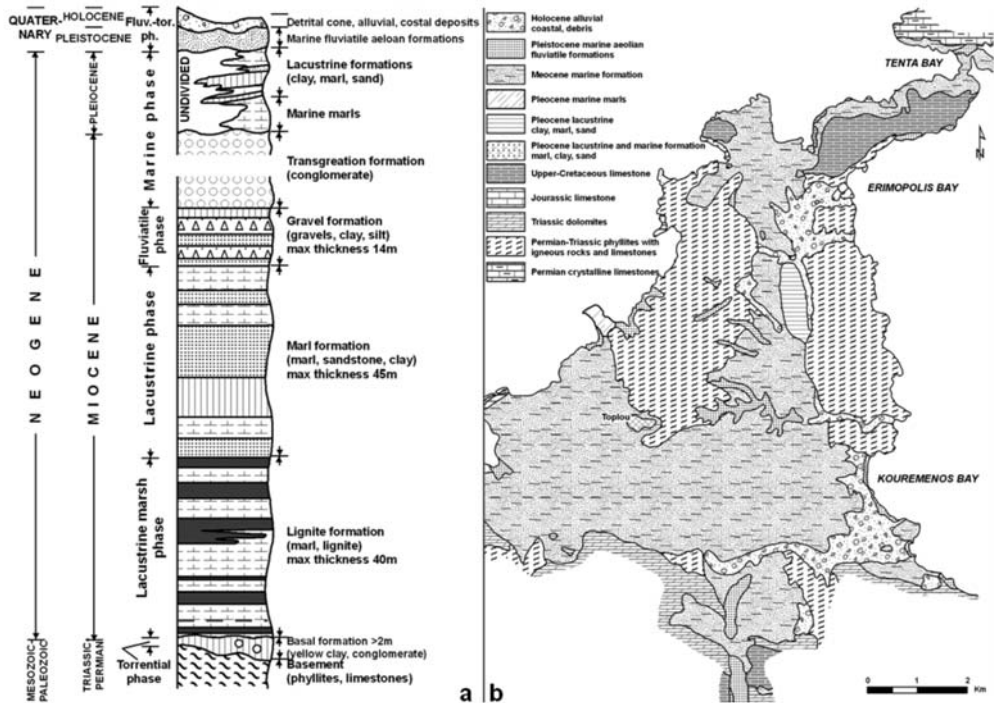 QUATER-
NARY
HOLOCENE
PLEISTOCENE
Fluv.-tor.
ph.
Detrital cone, alluvial, costal deposits
Marine fluviatile aeloan formations
NEOGENE
PLEIOCENE
MIOCENE
Marine phase
UNDIVIDED
Lacustrine formations
(clay, marl, sand)
Marine marls
Transgreation formation
(conglomerate)
Fluviatile
phase
Gravel formation
(gravels, clay, silt)
max thickness 14m
Lacustrine phase
Marl formation
(marl, sandstone, clay)
max thickness 45m
Lacustrine marsh
phase
Lignite formation
(marl, lignite)
max thickness 40m
MESOZOIC-
PALEOZOIC
TRIASSIC-
PERMIANI
Torrential
phase
Basal formation >2m
(yellow clay, conglomerate)
Basement
(phyllites, limestones)
a
b
Holocene alluvial
coastal, debris
Pleistocene marine aeolian
fluviatile formations
Meocene marine formation
Pleocene marine marls
Pleocene lacustrine
clay, marl, sand
Pleocene lacustrine and marine formation
marl, clay, sand
Upper-Cretaceous limestone
Jourassic limestone
Triassic dolomites
Permian-Triassic phyllites with
igneous rocks and limestones
Permian crystalline limestones
TENTA BAY
N
ERIMOPOLIS BAY
Toplou
KOUREMENOS BAY
0 1 2
Km